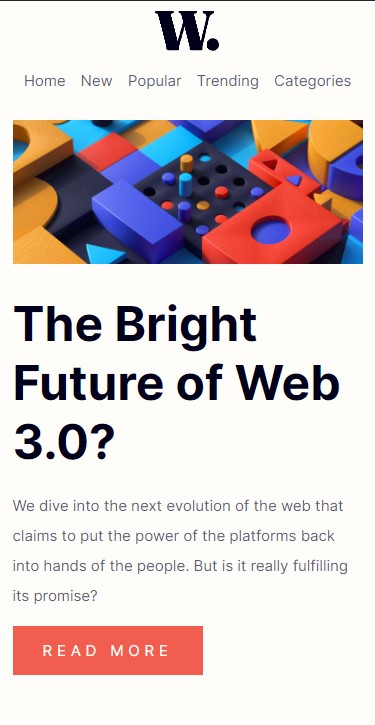 W.
Home New Popular Trending Categories
The Bright
Future of Web
3.0?
We dive into the next evolution of the web that
claims to put the power of the platforms back
into hands of the people. But is it really fulfilling
its promise?
READ MORE